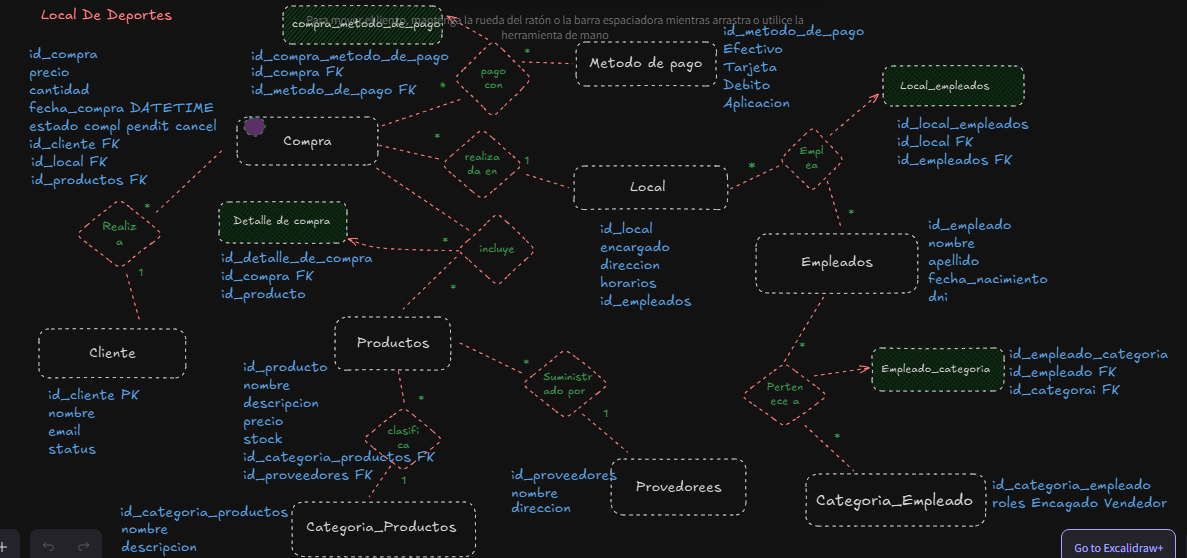 Local De Deportes
Para mover el lienzo, mantenga la rueda del ratón o la barra espaciadora mientras arrastra o utilice la
herramienta de mano
compra_metodo_de_pago
id_compra_metodo_de_pago
id_compra FK
id_metodo_de_pago FK
pago
con
*
*
Metodo de pago
id_metodo_de_pago
Efectivo
Tarjeta
Debito
Aplicacion
Local_empleados
id_local_empleados
id_local FK
id_empleados FK
id_compra
precio
cantidad
fecha_compra DATETIME
estado compl pendit cancel
id_cliente FK
id_local FK
id_productos FK
Compra
*
realiza
da en
1
Local
id_local
encargado
direccion
horarios
id_empleados
*
Empl
ea
*
Empleados
id_empleado
nombre
apellido
fecha_nacimiento
dni
*
Realiz
a
1
Detalle de compra
id_detalle_de_compra
id_compra FK
id_producto
*
incluye
*
Cliente
id_cliente PK
nombre
email
status
Productos
id_producto
nombre
descripcion
precio
stock
id_categoria_productos FK
id_proveedores FK
*
Suministr
ado por
1
*
clasifi
ca
1
*
Perten
ece a
*
Empleado_categoria
id_empleado_categoria
id_empleado FK
id_categorai FK
id_proveedores
nombre
direccion
Provedorees
Categoria_Empleado
id_categoria_empleado
roles Encagado Vendedor
id_categoria_productos
nombre
descripcion
Categoria_Productos
Go to Excalidraw+